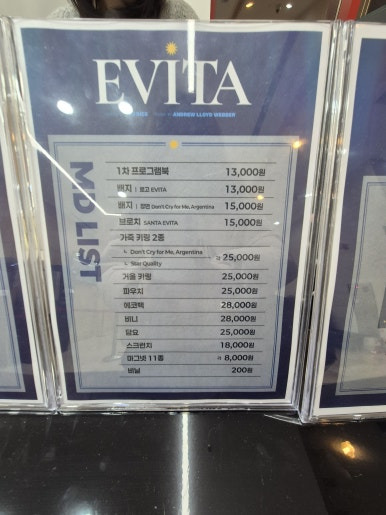 EVITA
ANDREW LLOYD WEBBER
MD LIST
1차 프로그램북 13,000원
배지 | 로고 EVITA 13,000원
배지 | 장면 Don't Cry for Me, Argentina 15,000원
브로치 SANTA EVITA 15,000원
가죽 키링 2종
Don't Cry for Me, Argentina
각 25,000원
Star Quality
거울 키링 25,000원
파우치 25,000원
에코백 28,000원
비니 28,000원
담요 25,000원
스크런치 18,000원
마그넷 11종 각 8,000원
비닐 200원